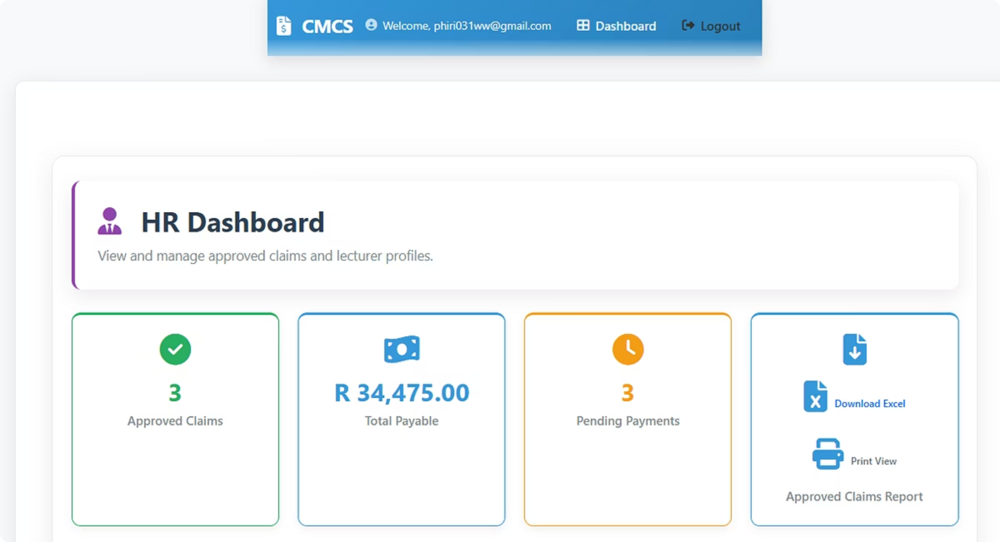 CMCS Welcome, phiri031ww@gmail.com Dashboard Logout
HR Dashboard
View and manage approved claims and lecturer profiles.
3
Approved Claims
R 34,475.00
Total Payable
3
Pending Payments
Download Excel
Print View
Approved Claims Report